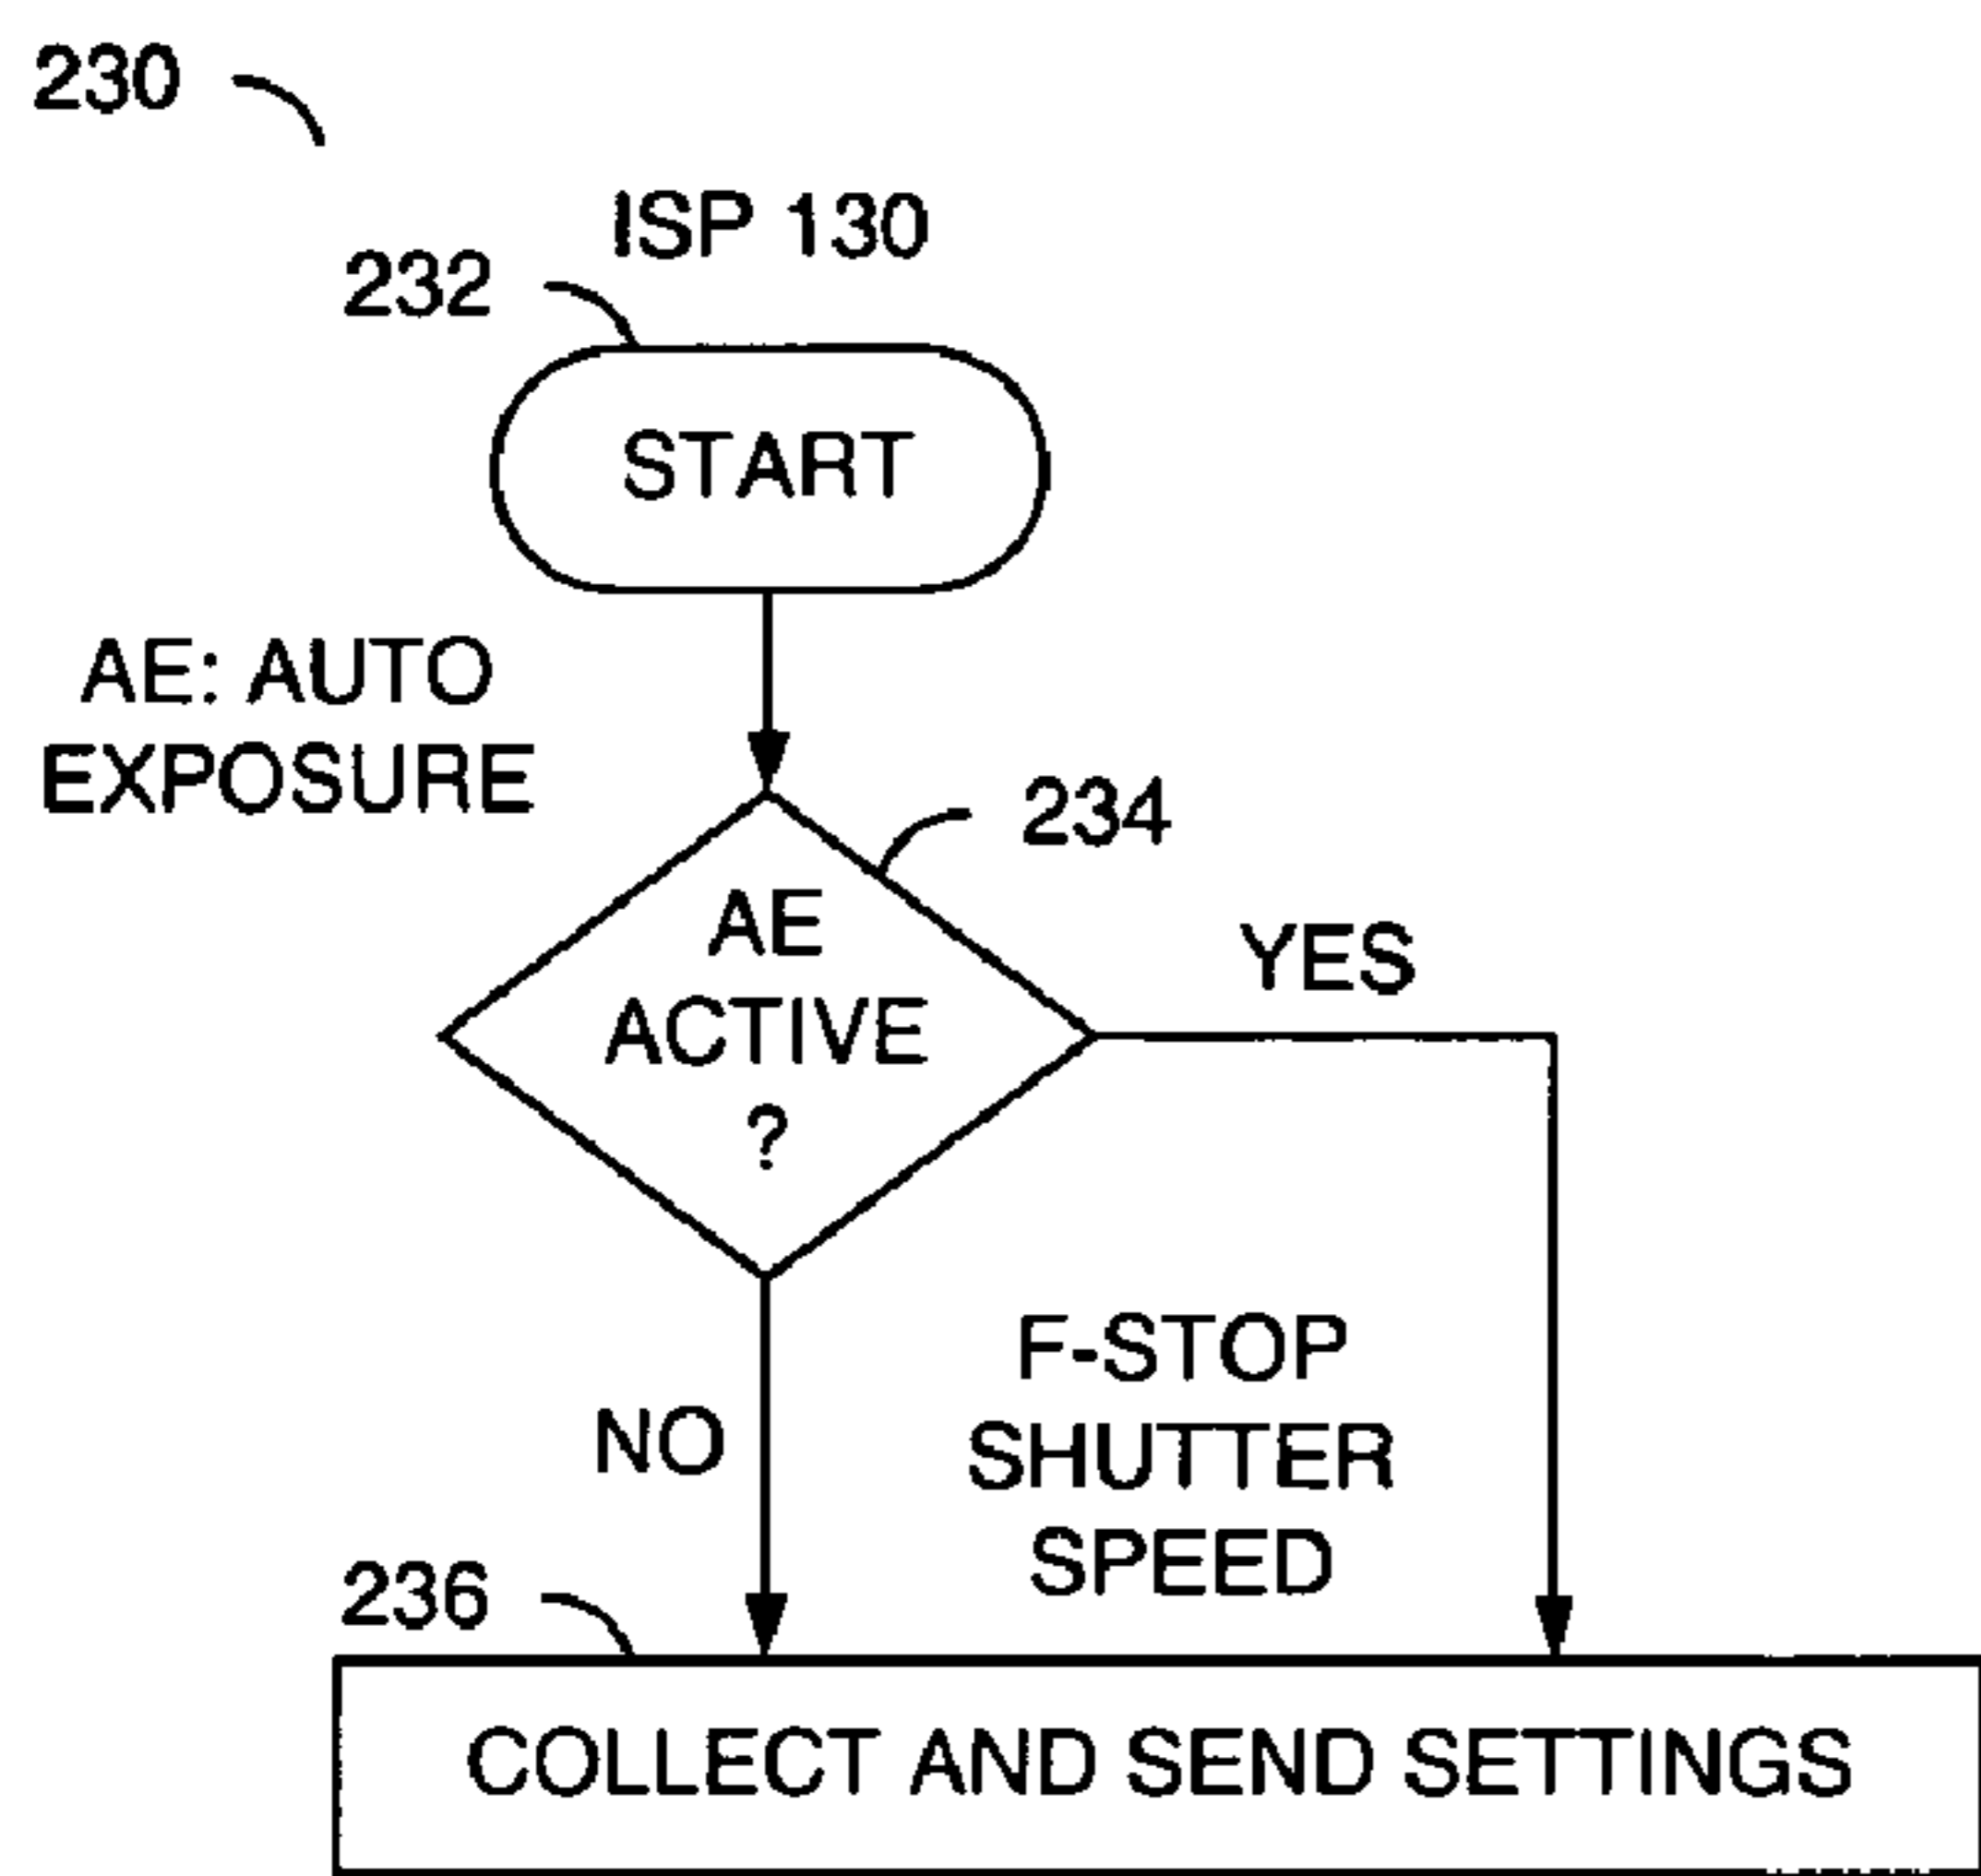 230
ISP 130
232
START
AE: AUTO
EXPOSURE
234
AE
ACTIVE
?
YES
NO
F-STOP
SHUTTER
SPEED
236
COLLECT AND SEND SETTINGS